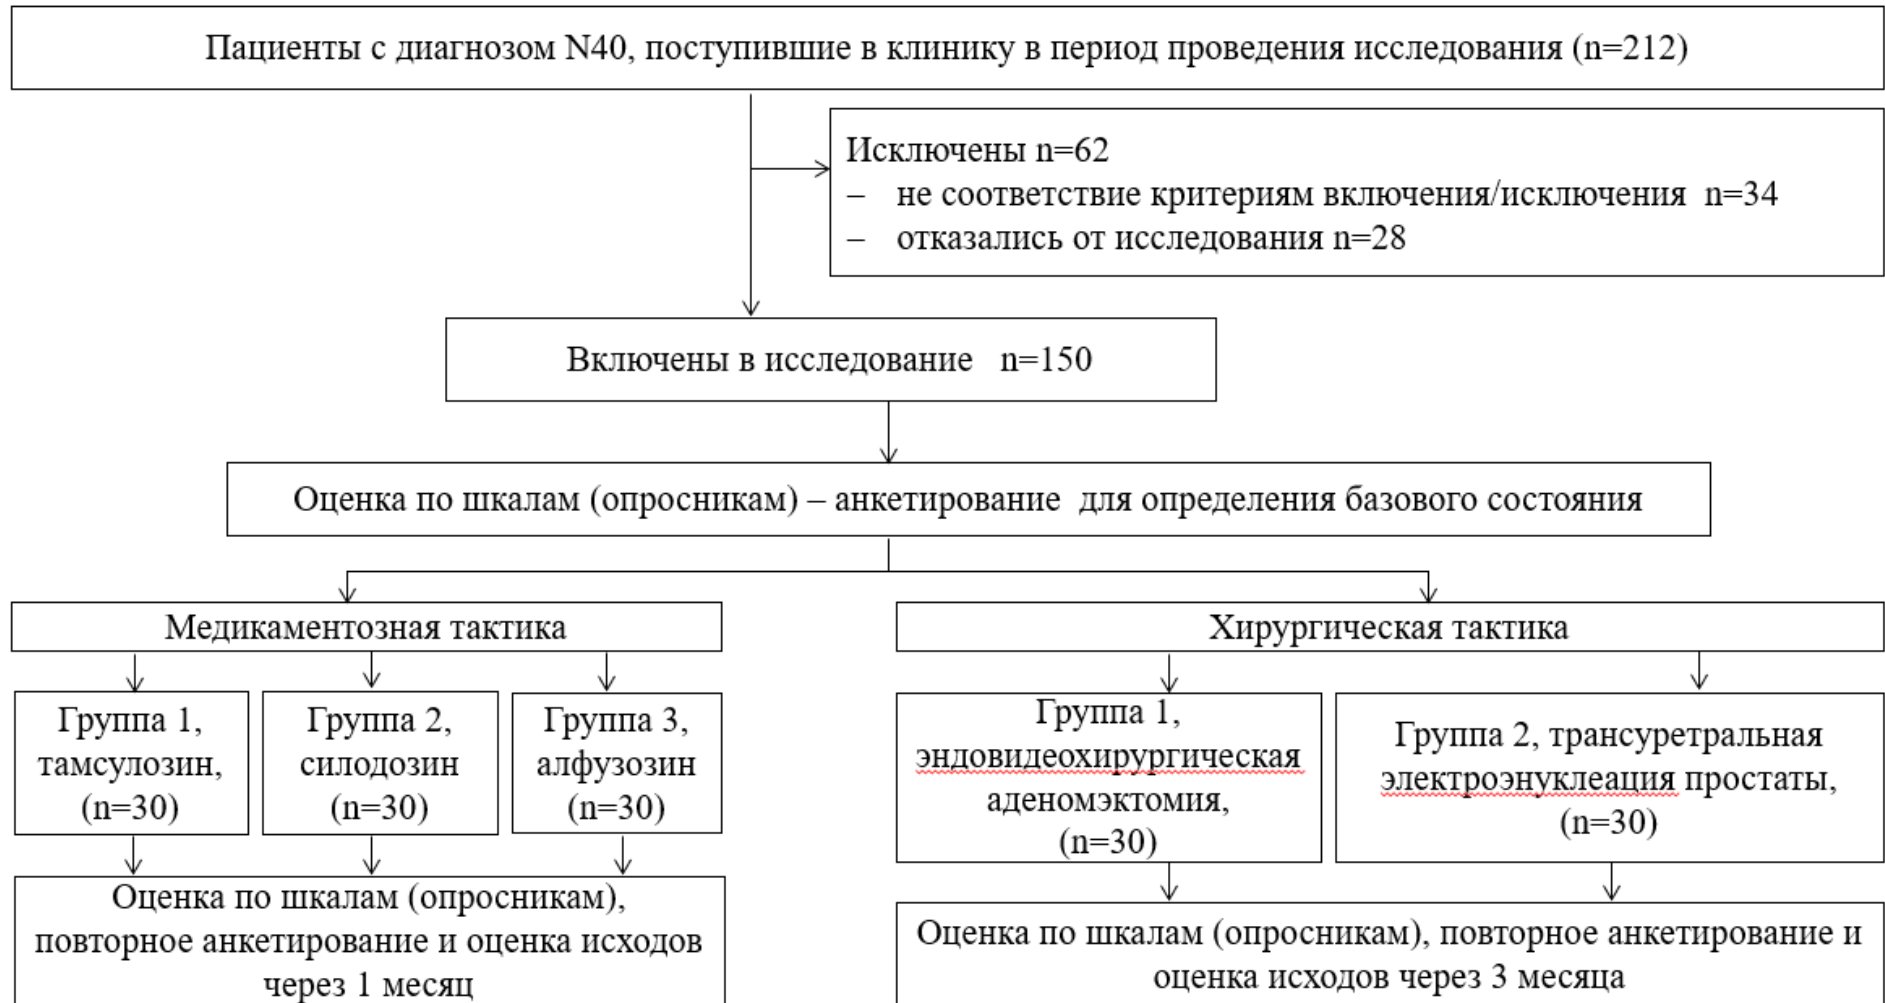 Пациенты с диагнозом N40, поступившие в клинику в период проведения исследования (n=212)
Исключены n=62
– не соответствие критериям включения/исключения n=34
– отказались от исследования n=28
Включены в исследование n=150
Оценка по шкалам (опросникам) – анкетирование для определения базового состояния
Медикаментозная тактика
Группа 1,
тамсулозин,
(n=30)
Группа 2,
силодозин
(n=30)
Группа 3,
алфузозин
(n=30)
Оценка по шкалам (опросникам),
повторное анкетирование и оценка исходов
через 1 месяц
Хирургическая тактика
Группа 1,
эндовидеохирургическая
аденомэктомия,
(n=30)
Группа 2, трансуретральная
электроэнуклеация простаты,
(n=30)
Оценка по шкалам (опросникам), повторное анкетирование и
оценка исходов через 3 месяца